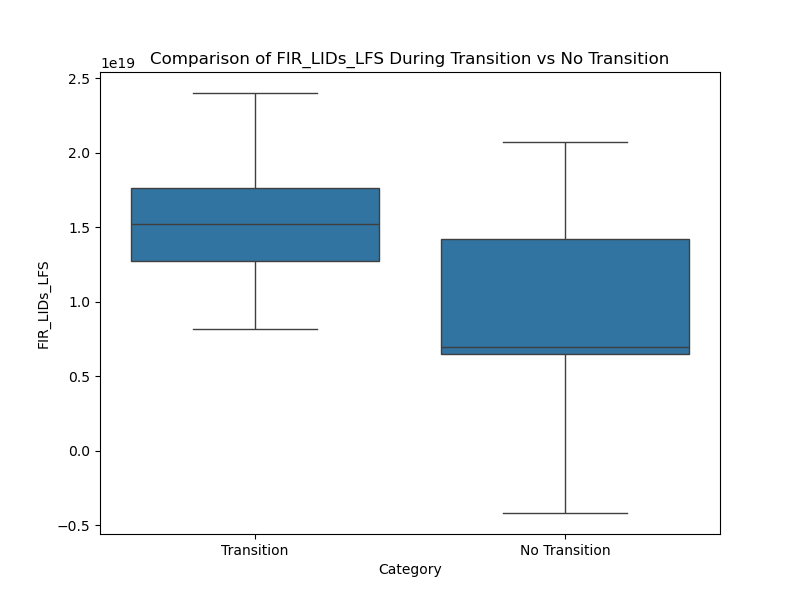 Comparison of FIR_LIDs_LFS During Transition vs No Transition
1e19
2.5
2.0
1.5
1.0
0.5
0.0
−0.5
FIR_LIDs_LFS
Transition
No Transition
Category